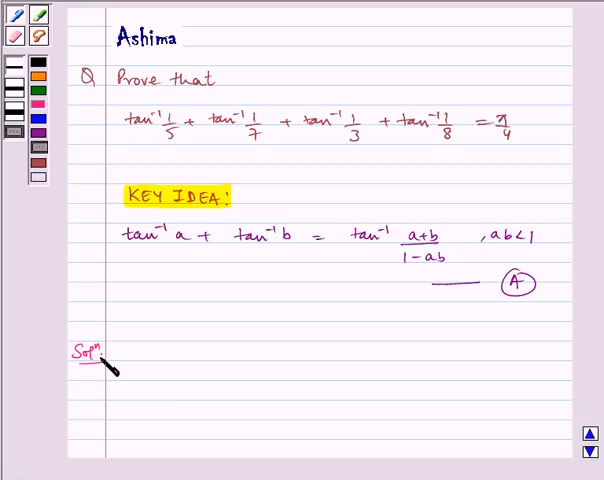 Ashima
Q Prove that
tan⁻¹ 1/5 + tan⁻¹ 1/7 + tan⁻¹ 1/3 + tan⁻¹ 1/8 = π/4
KEY IDEA:
tan⁻¹ a + tan⁻¹ b = tan⁻¹ (a+b)/(1-ab) , ab<1
—— A
Solⁿ: